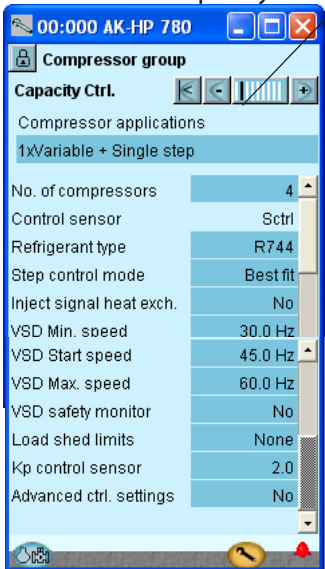 00:000 AK-HP 780
Compressor group
Capacity Ctrl.
Compressor applications
1xVariable + Single step
No. of compressors 4
Control sensor Sctrl
Refrigerant type R744
Step control mode Best fit
Inject signal heat exch. No
VSD Min. speed 30.0 Hz
VSD Start speed 45.0 Hz
VSD Max. speed 60.0 Hz
VSD safety monitor No
Load shed limits None
Kp control sensor 2.0
Advanced ctrl. settings No